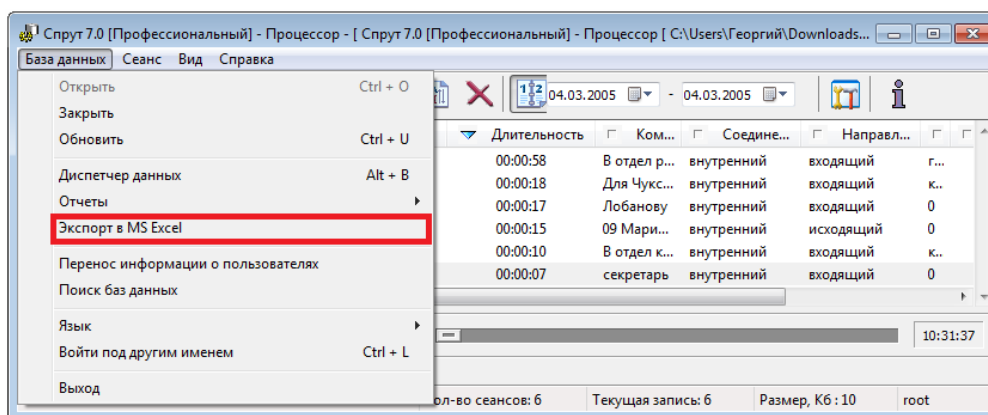 Спрут 7.0 [Профессиональный] - Процессор - [ Спрут 7.0 [Профессиональный] - Процессор [ C:\Users\Георгий\Downloads...
База данных Сеанс Вид Справка
Открыть Ctrl + O
Закрыть
Обновить Ctrl + U
Диспетчер данных Alt + B
Отчеты
Экспорт в MS Excel
Перенос информации о пользователях
Поиск баз данных
Язык
Войти под другим именем Ctrl + L
Выход
04.03.2005 - 04.03.2005
Длительность Ком... Соедине... Направл...
00:00:58 В отдел р... внутренний входящий г...
00:00:18 Для Чукс... внутренний входящий к...
00:00:17 Лобанову внутренний входящий 0
00:00:15 09 Мари... внутренний исходящий 0
00:00:10 В отдел к... внутренний входящий к...
00:00:07 секретарь внутренний входящий 0
10:31:37
ол-во сеансов: 6 Текущая запись: 6 Размер, Кб : 10 root